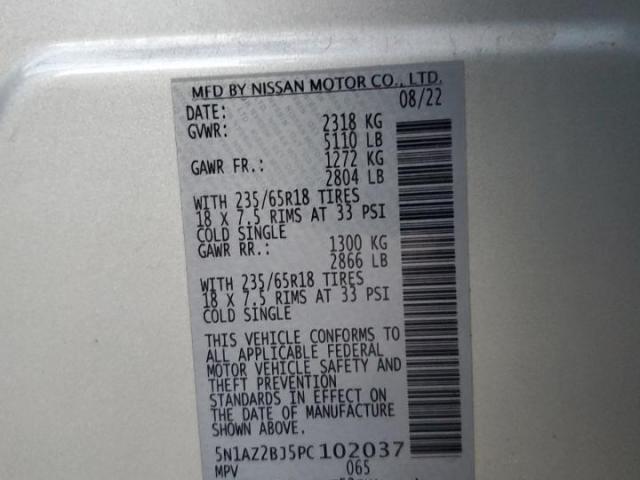 MFD BY NISSAN MOTOR CO., LTD.
DATE: 08/22
GVWR: 2318 KG
5110 LB
GAWR FR.: 1272 KG
2804 LB
WITH 235/65R18 TIRES
18 X 7.5 RIMS AT 33 PSI
COLD SINGLE
GAWR RR.: 1300 KG
2866 LB
WITH 235/65R18 TIRES
18 X 7.5 RIMS AT 33 PSI
COLD SINGLE
THIS VEHICLE CONFORMS TO
ALL APPLICABLE FEDERAL
MOTOR VEHICLE SAFETY AND
THEFT PREVENTION
STANDARDS IN EFFECT ON
THE DATE OF MANUFACTURE
SHOWN ABOVE.
5N1AZ2BJ5PC102037
MPV 065